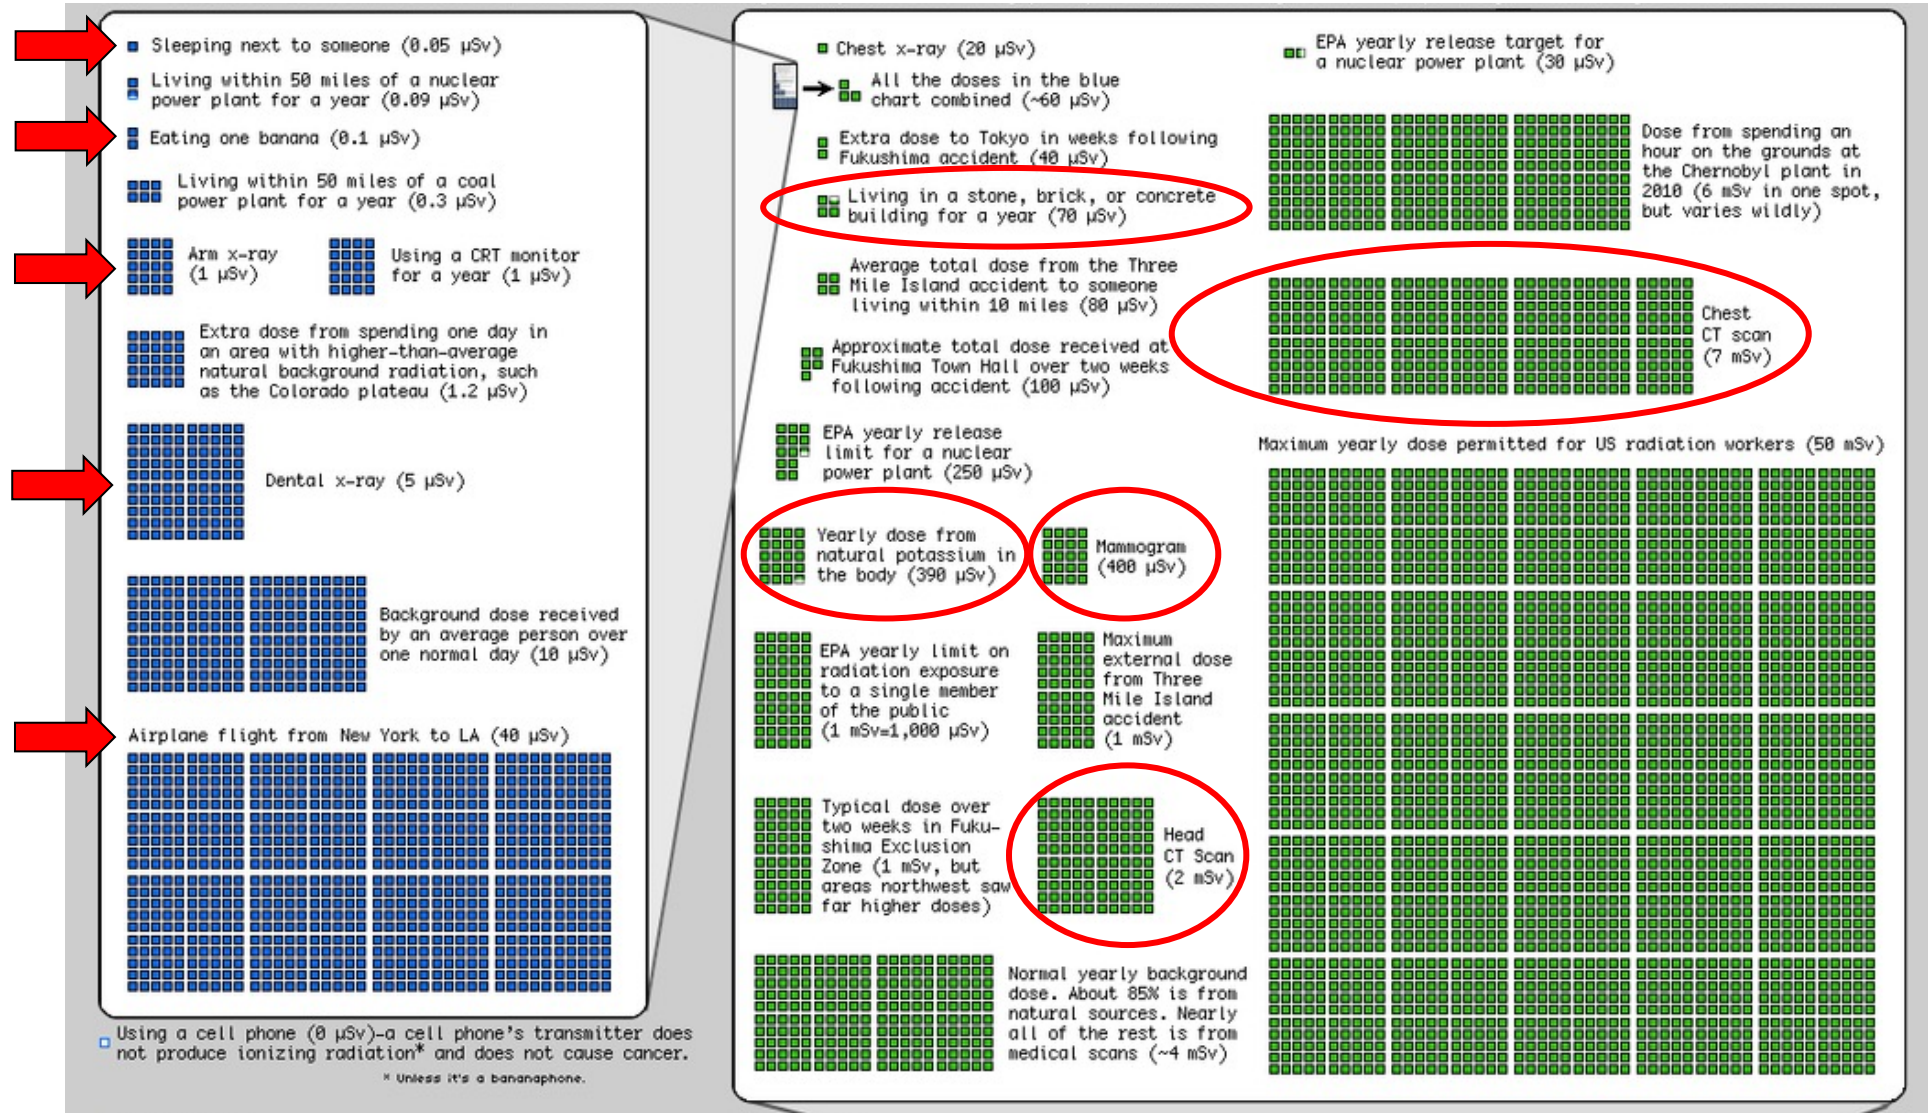 Sleeping next to someone (0.05 µSv)
Living within 50 miles of a nuclear
power plant for a year (0.09 µSv)
Eating one banana (0.1 µSv)
Living within 50 miles of a coal
power plant for a year (0.3 µSv)
Arm x-ray
(1 µSv)
Using a CRT monitor
for a year (1 µSv)
Extra dose from spending one day in
an area with higher-than-average
natural background radiation, such
as the Colorado plateau (1.2 µSv)
Dental x-ray (5 µSv)
Background dose received
by an average person over
one normal day (10 µSv)
Airplane flight from New York to LA (40 µSv)
Using a cell phone (0 µSv)-a cell phone's transmitter does
not produce ionizing radiation* and does not cause cancer.
* Unless it's a bananaphone.
Chest x-ray (20 µSv)
All the doses in the blue
chart combined (~60 µSv)
Extra dose to Tokyo in weeks following
Fukushima accident (40 µSv)
Living in a stone, brick, or concrete
building for a year (70 µSv)
Average total dose from the Three
Mile Island accident to someone
living within 10 miles (80 µSv)
Approximate total dose received at
Fukushima Town Hall over two weeks
following accident (100 µSv)
EPA yearly release
limit for a nuclear
power plant (250 µSv)
Yearly dose from
natural potassium in
the body (390 µSv)
Mammogram
(400 µSv)
EPA yearly limit on
radiation exposure
to a single member
of the public
(1 mSv=1,000 µSv)
Maximum
external dose
from Three
Mile Island
accident
(1 mSv)
Typical dose over
two weeks in Fuku-
shima Exclusion
Zone (1 mSv, but
areas northwest saw
far higher doses)
Head
CT Scan
(2 mSv)
Normal yearly background
dose. About 85% is from
natural sources. Nearly
all of the rest is from
medical scans (~4 mSv)
EPA yearly release target for
a nuclear power plant (30 µSv)
Dose from spending an
hour on the grounds at
the Chernobyl plant in
2010 (6 mSv in one spot,
but varies wildly)
Chest
CT scan
(7 mSv)
Maximum yearly dose permitted for US radiation workers (50 mSv)